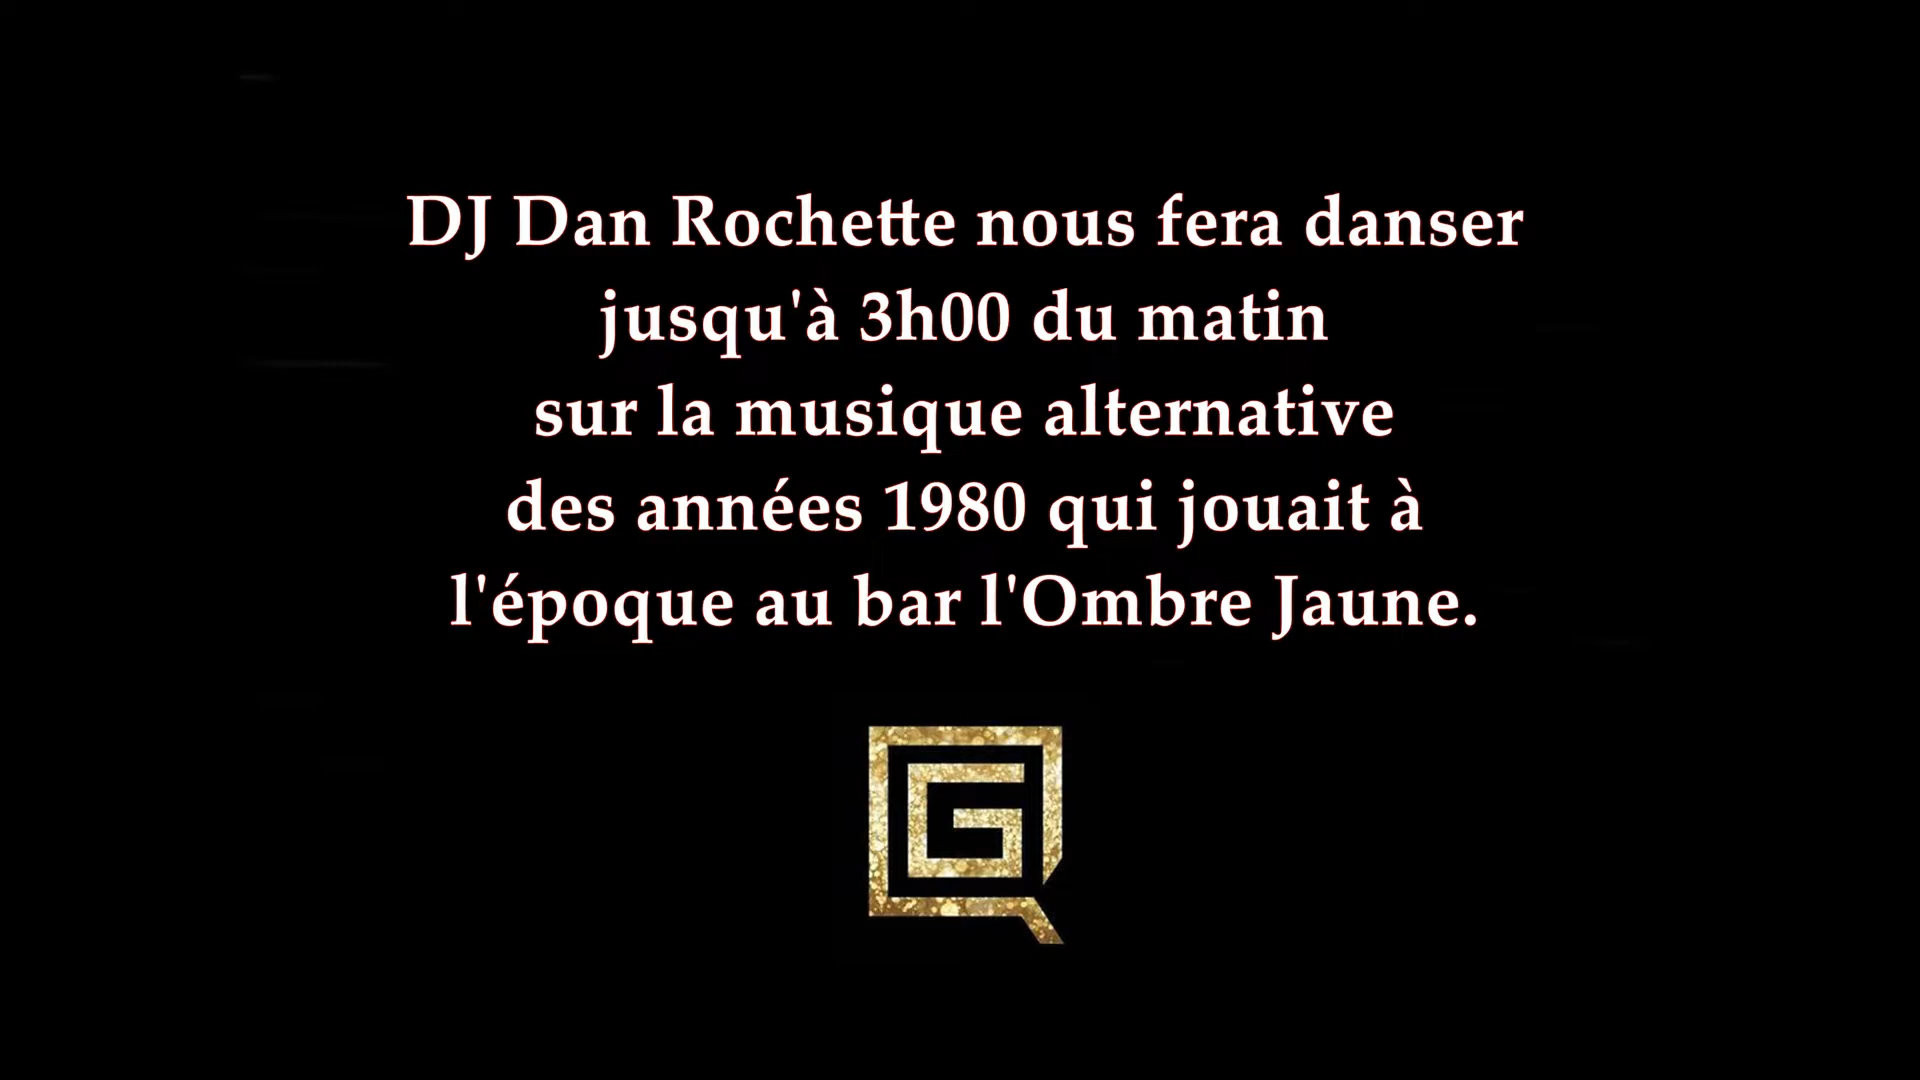 DJ Dan Rochette nous fera danser
jusqu'à 3h00 du matin
sur la musique alternative
des années 1980 qui jouait à
l'époque au bar l'Ombre Jaune.
GQ